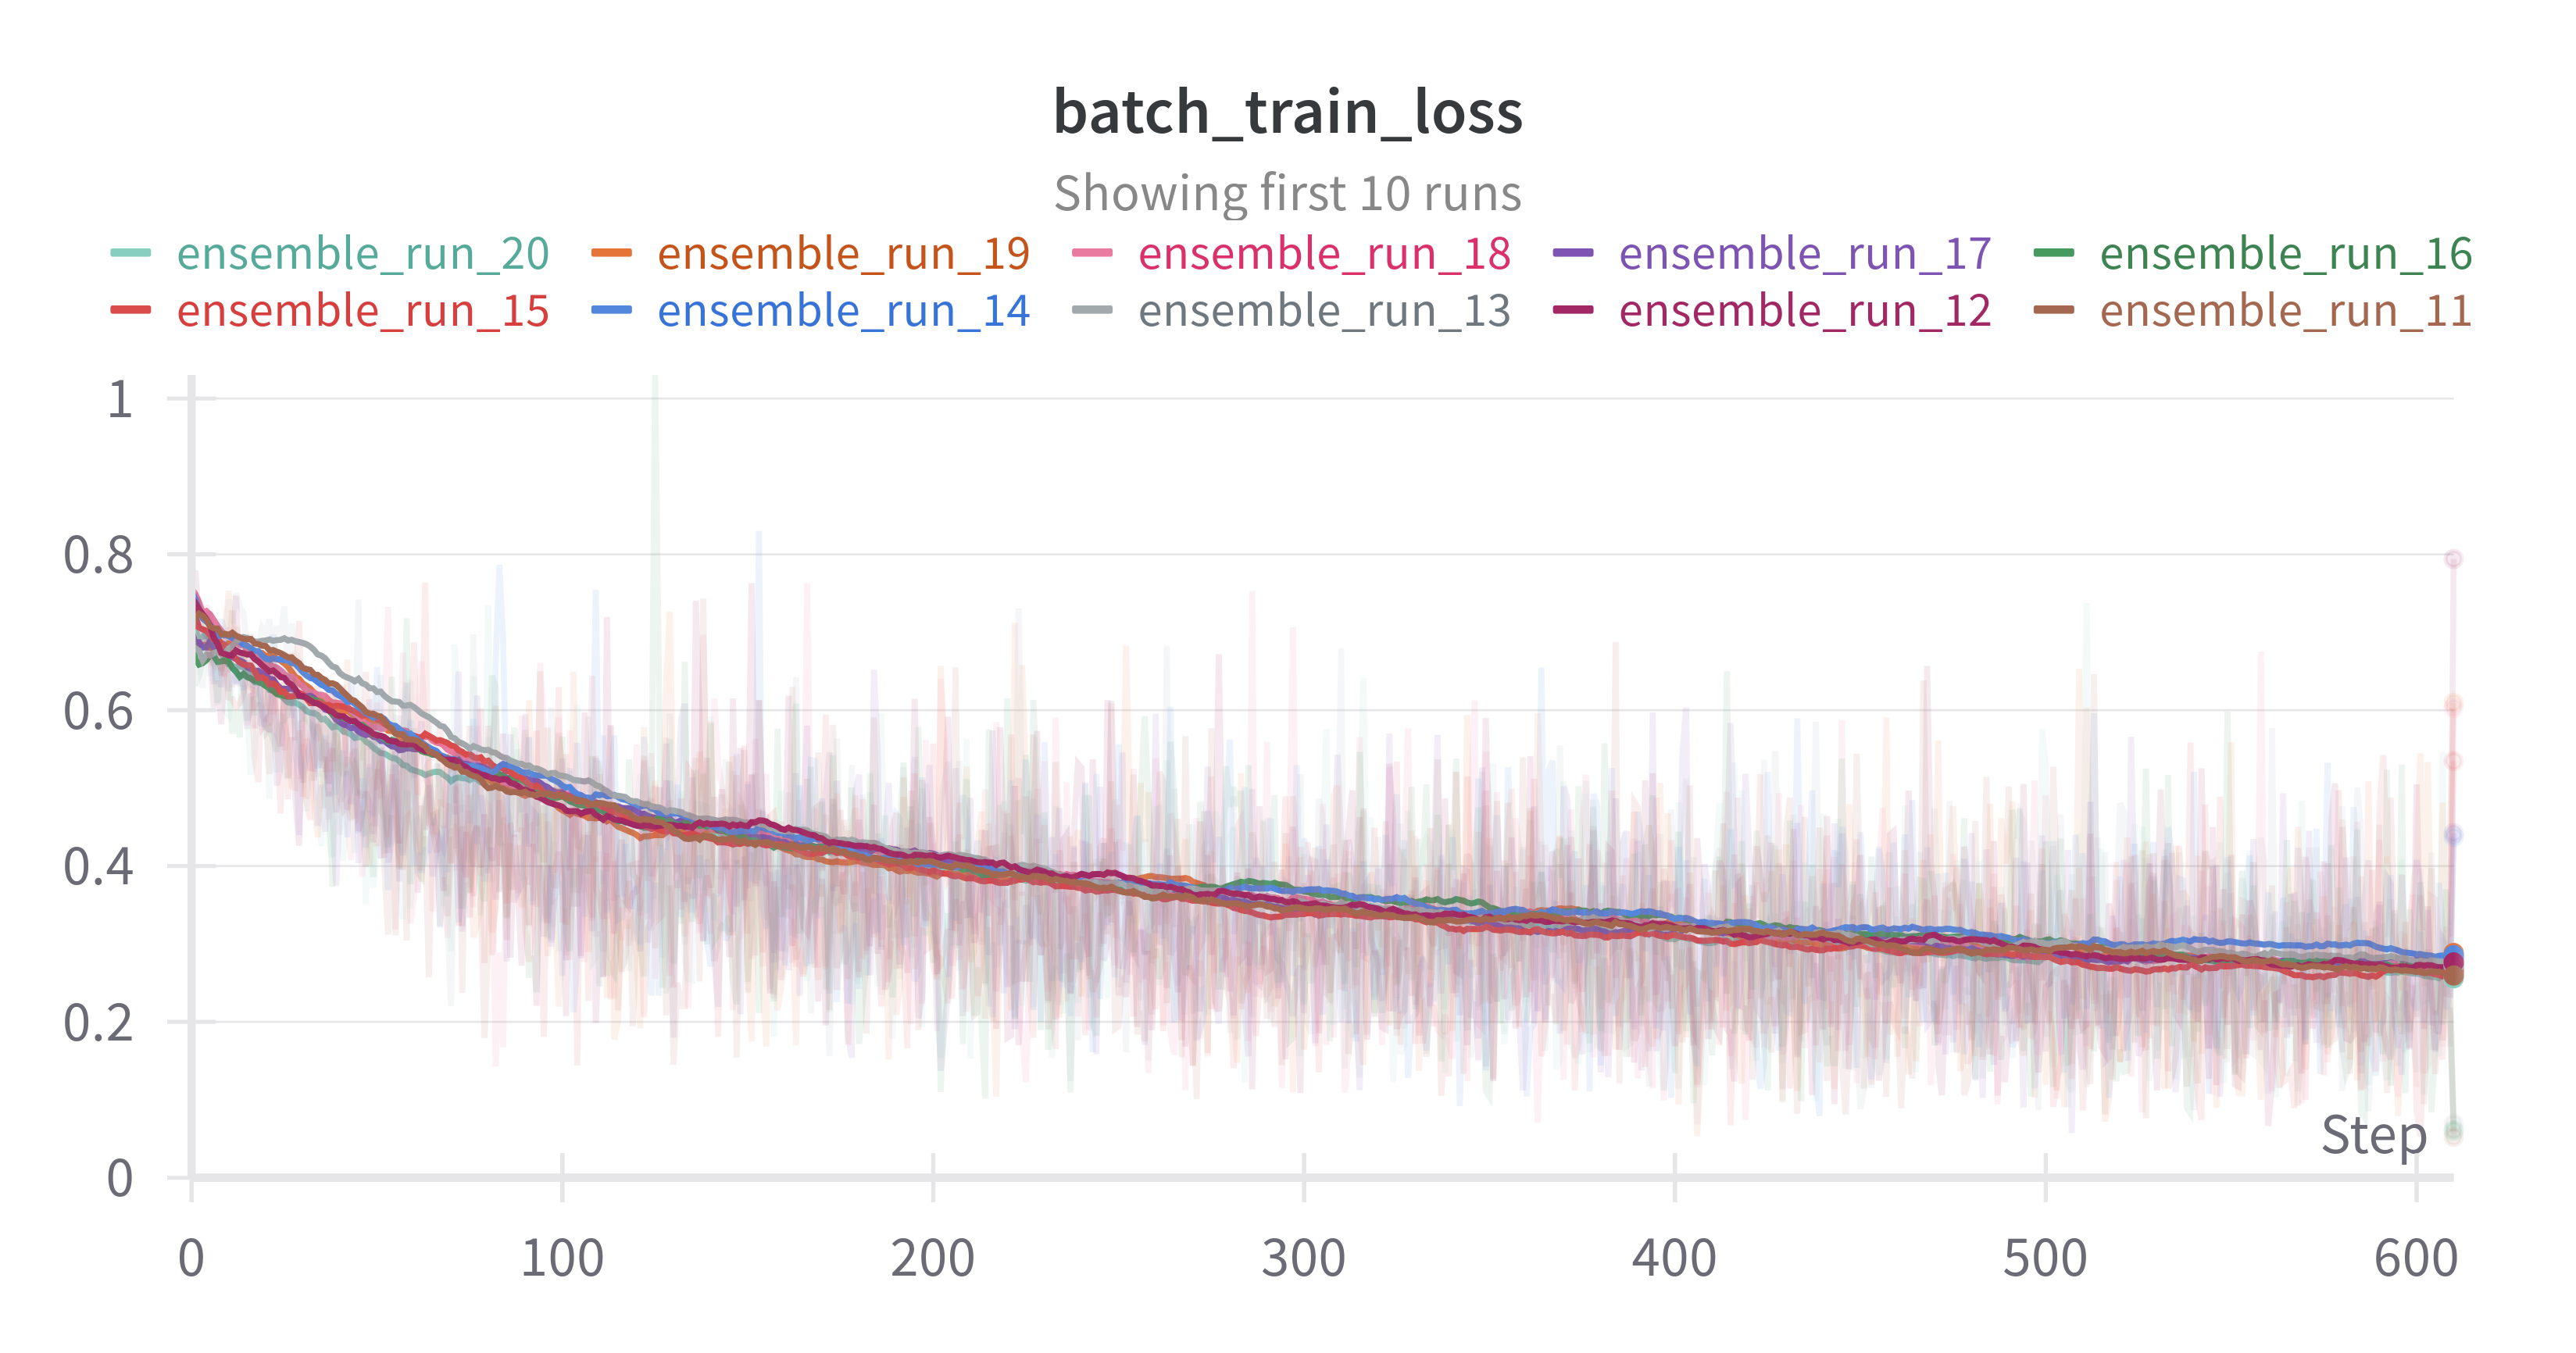 batch_train_loss
Showing first 10 runs
ensemble_run_20 ensemble_run_19 ensemble_run_18 ensemble_run_17 ensemble_run_16
ensemble_run_15 ensemble_run_14 ensemble_run_13 ensemble_run_12 ensemble_run_11
1
0.8
0.6
0.4
0.2
Step
0
0 100 200 300 400 500 600